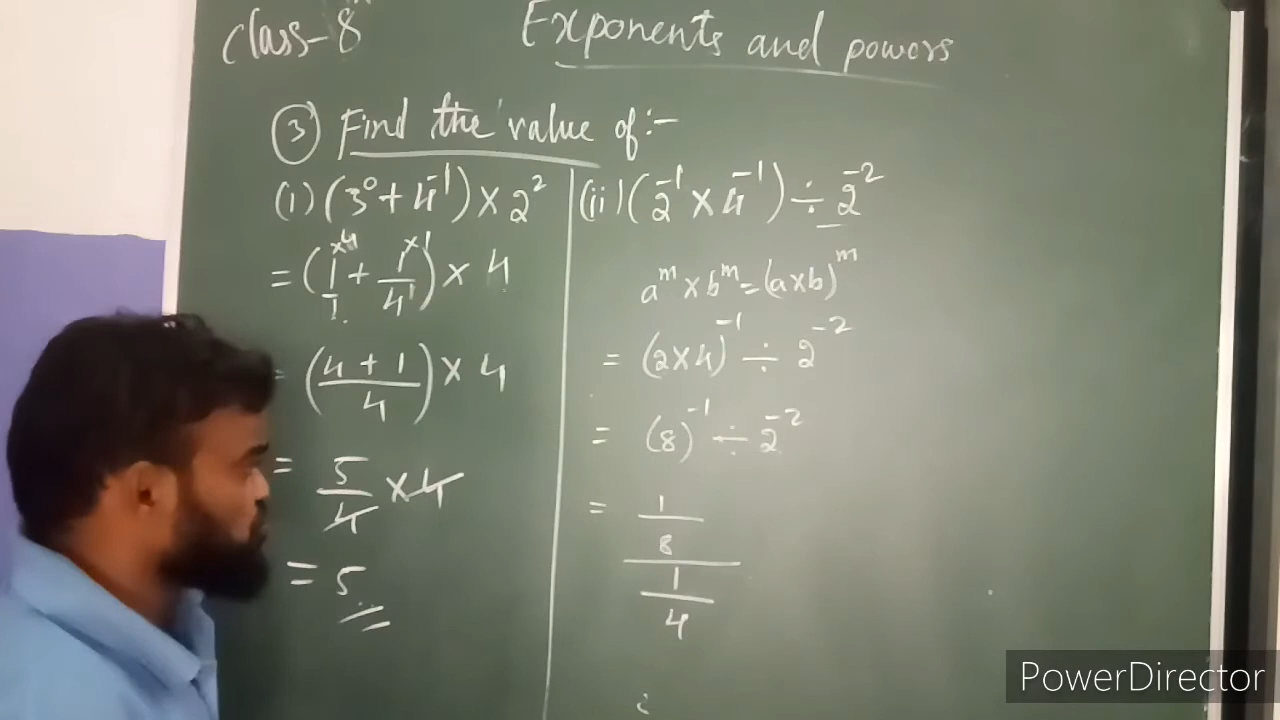 class-8
Exponents and powers
③ Find the value of:-
(i) (3⁰ + 4⁻¹) × 2²
= (1/1 ×4 + 1/4¹ ×1) × 4
= (4 + 1 / 4) × 4
= 5/4 × 4
= 5
(ii) (2⁻¹ × 4⁻¹) ÷ 2⁻²
aᵐ × bᵐ = (a×b)ᵐ
= (2×4)⁻¹ ÷ 2⁻²
= (8)⁻¹ ÷ 2⁻²
= 1/8 / 1/4
PowerDirector